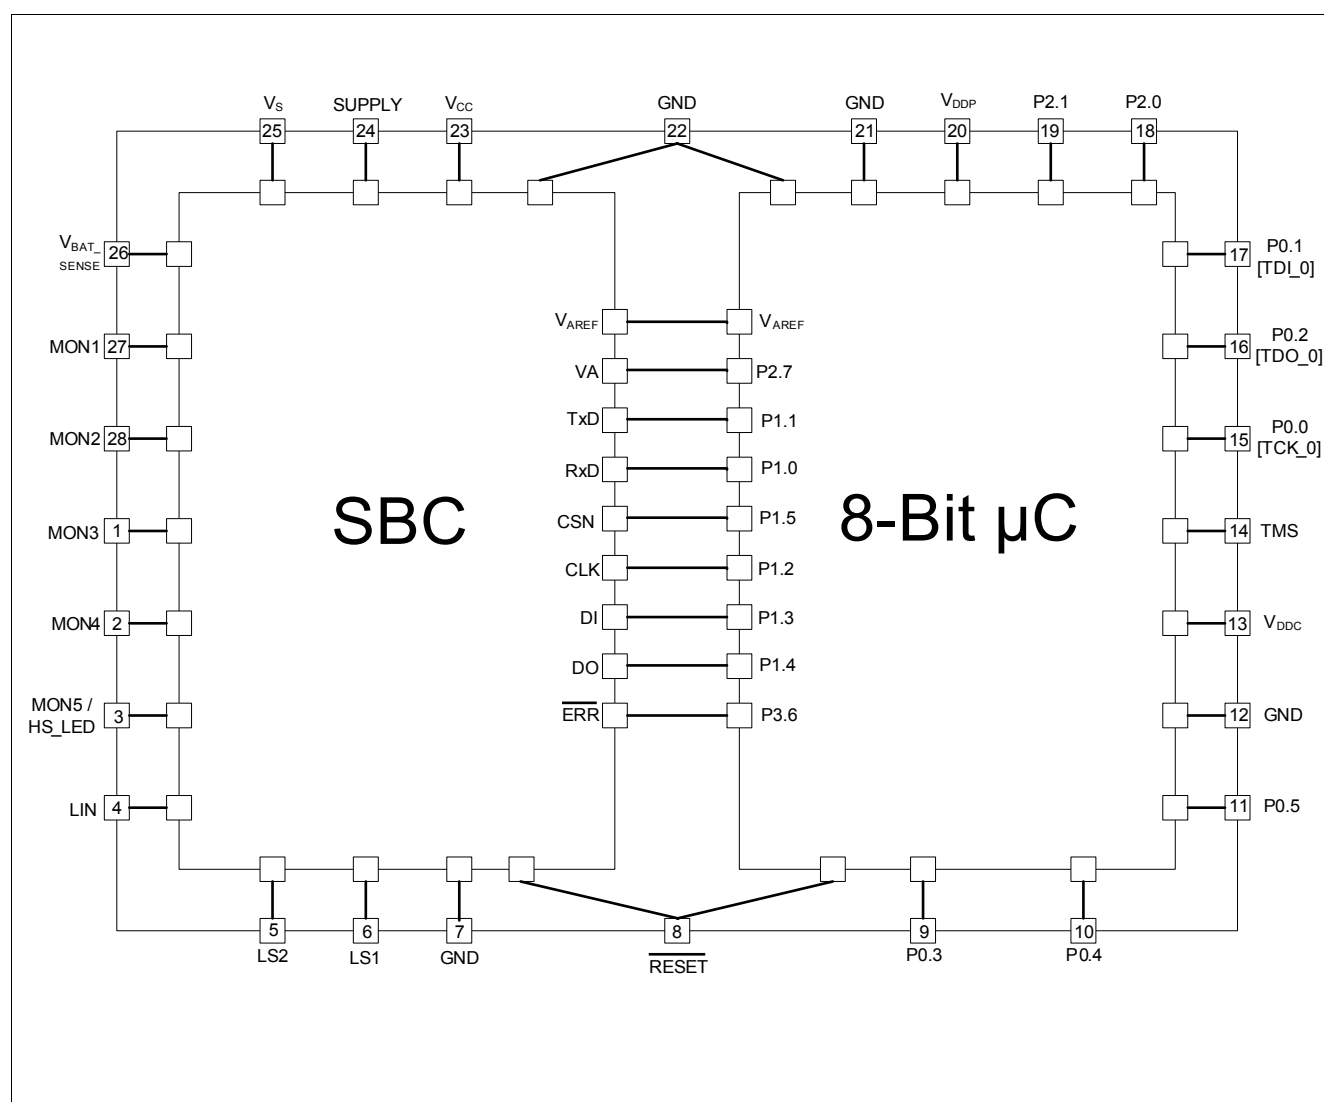 VS SUPPLY VCC GND GND VDDP P2.1 P2.0
25 24 23 22 21 20 19 18
VBAT_
SENSE
26
17
P0.1
[TDI_0]
VAREF VAREF
MON1 27
16
P0.2
[TDO_0]
VA P2.7
TxD P1.1
MON2 28
15
P0.0
[TCK_0]
RxD P1.0
SBC
8-Bit µC
CSN P1.5
MON3 1
14 TMS
CLK P1.2
DI P1.3
MON4 2
13 VDDC
DO P1.4
MON5 /
HS_LED
3
ERR P3.6
12 GND
LIN 4
11 P0.5
5 6 7 8 9 10
LS2 LS1 GND RESET P0.3 P0.4